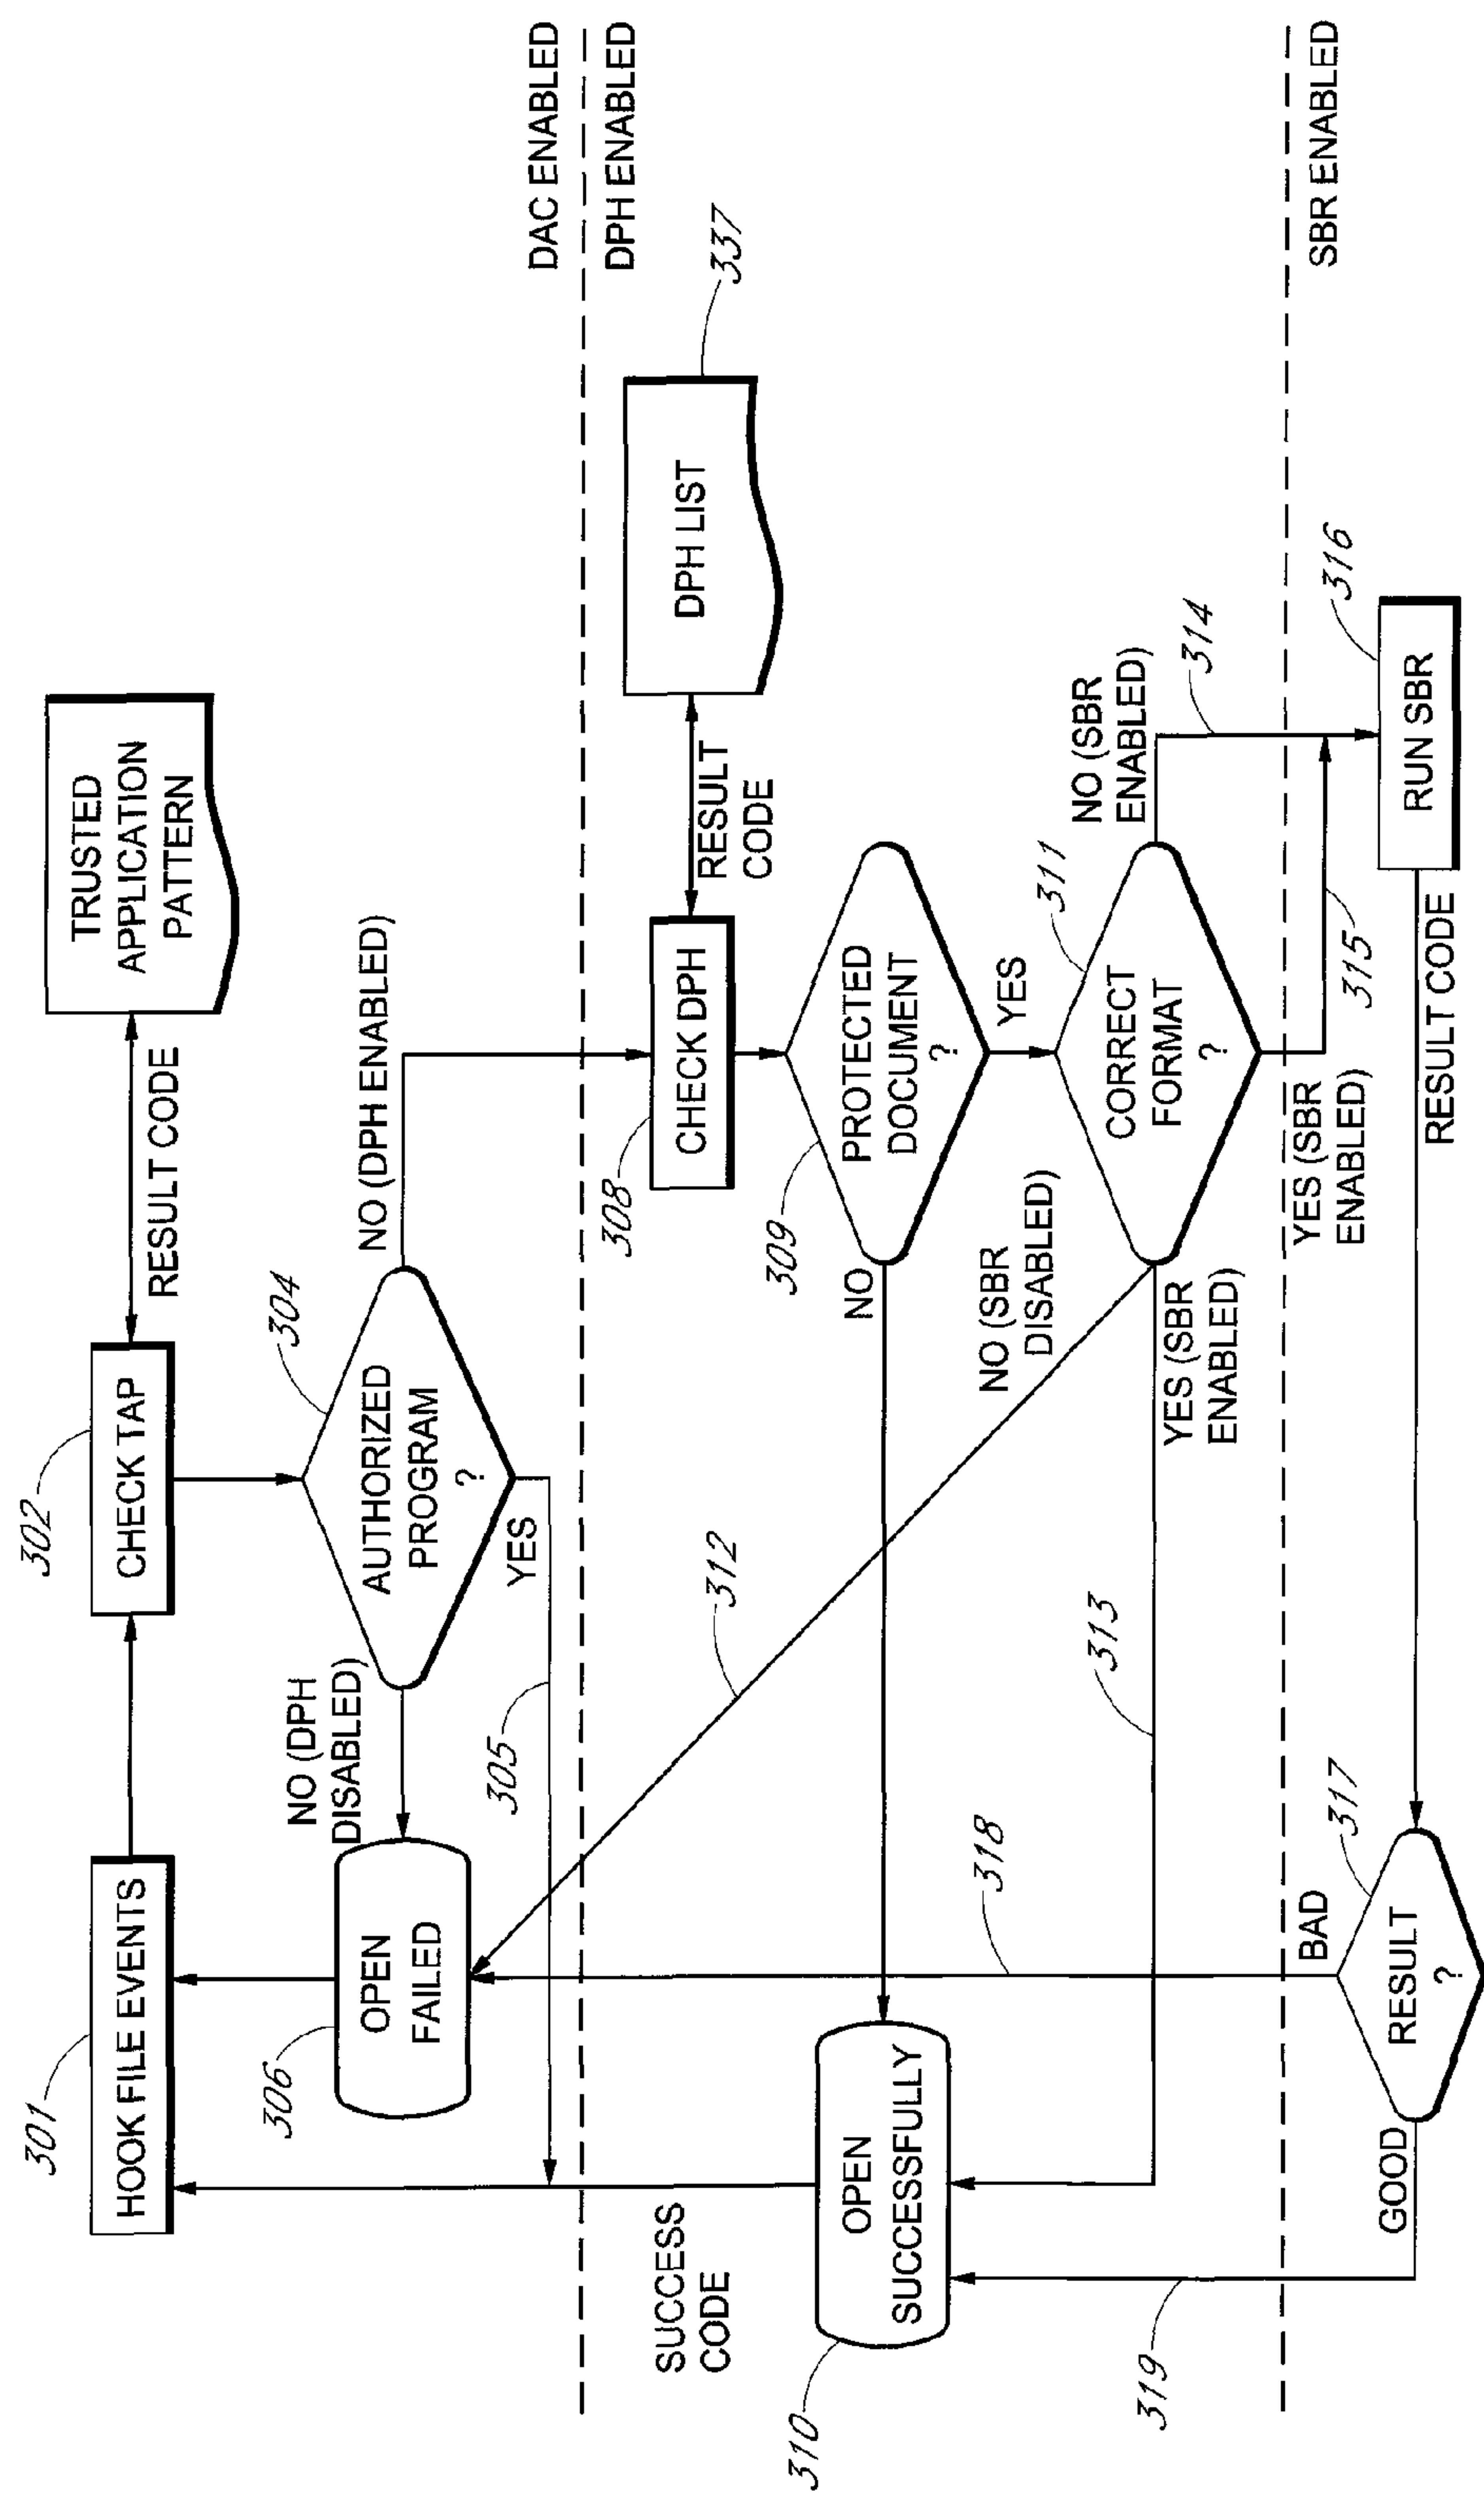 301
HOOK FILE EVENTS
302
CHECK TAP
RESULT CODE
TRUSTED
APPLICATION
PATTERN
306
OPEN
FAILED
NO (DPH
DISABLED)
304
AUTHORIZED
PROGRAM
?
NO (DPH ENABLED)
305
YES
DAC ENABLED
DPH ENABLED
SUCCESS
CODE
308
CHECK DPH
RESULT
CODE
DPH LIST
337
312
310
OPEN
SUCCESSFULLY
NO
309
PROTECTED
DOCUMENT
?
YES
318
NO (SBR
DISABLED)
311
CORRECT
FORMAT
?
NO (SBR
ENABLED)
314
319
313
YES (SBR
ENABLED)
YES (SBR
ENABLED)
315
SBR ENABLED
BAD
317
GOOD
RESULT
?
RESULT CODE
RUN SBR
316